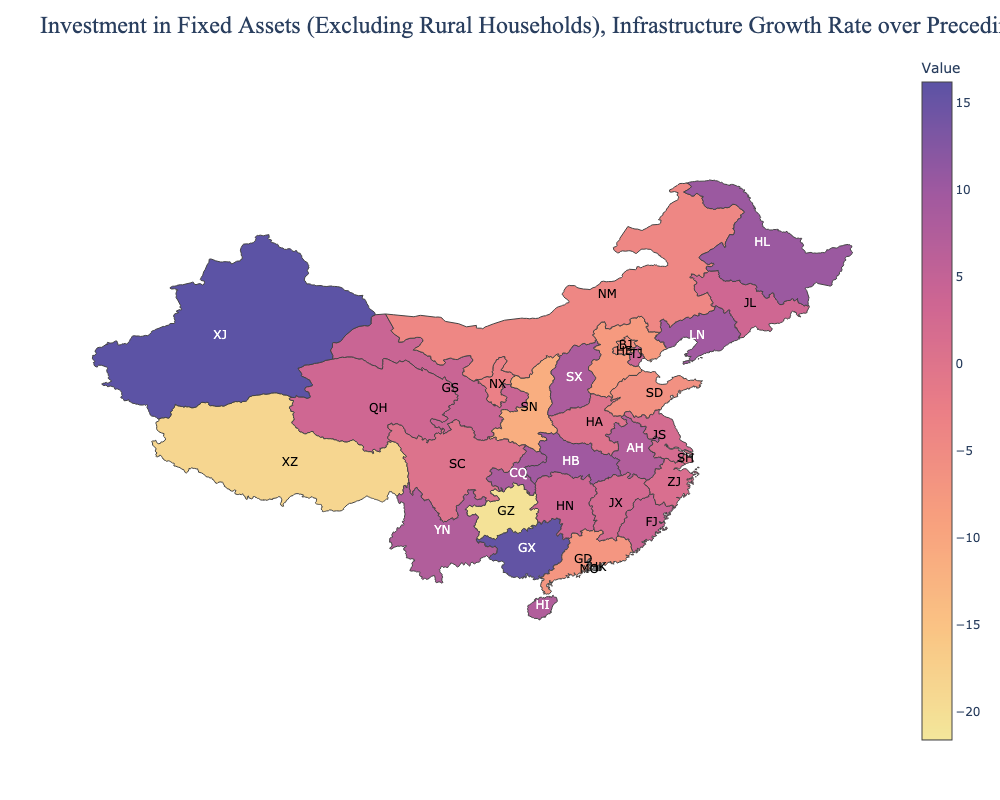 Investment in Fixed Assets (Excluding Rural Households), Infrastructure Growth Rate over Precedi
Value
15
10
5
0
−5
−10
−15
−20
HL
NM
JL
XJ
LN
BJ
TJ
SX
NX
GS
SN
SD
QH
HA
JS
AH
SH
XZ
SC
HB
CQ
ZJ
GZ
HN
JX
FJ
YN
GX
GD
HK
MO
HI